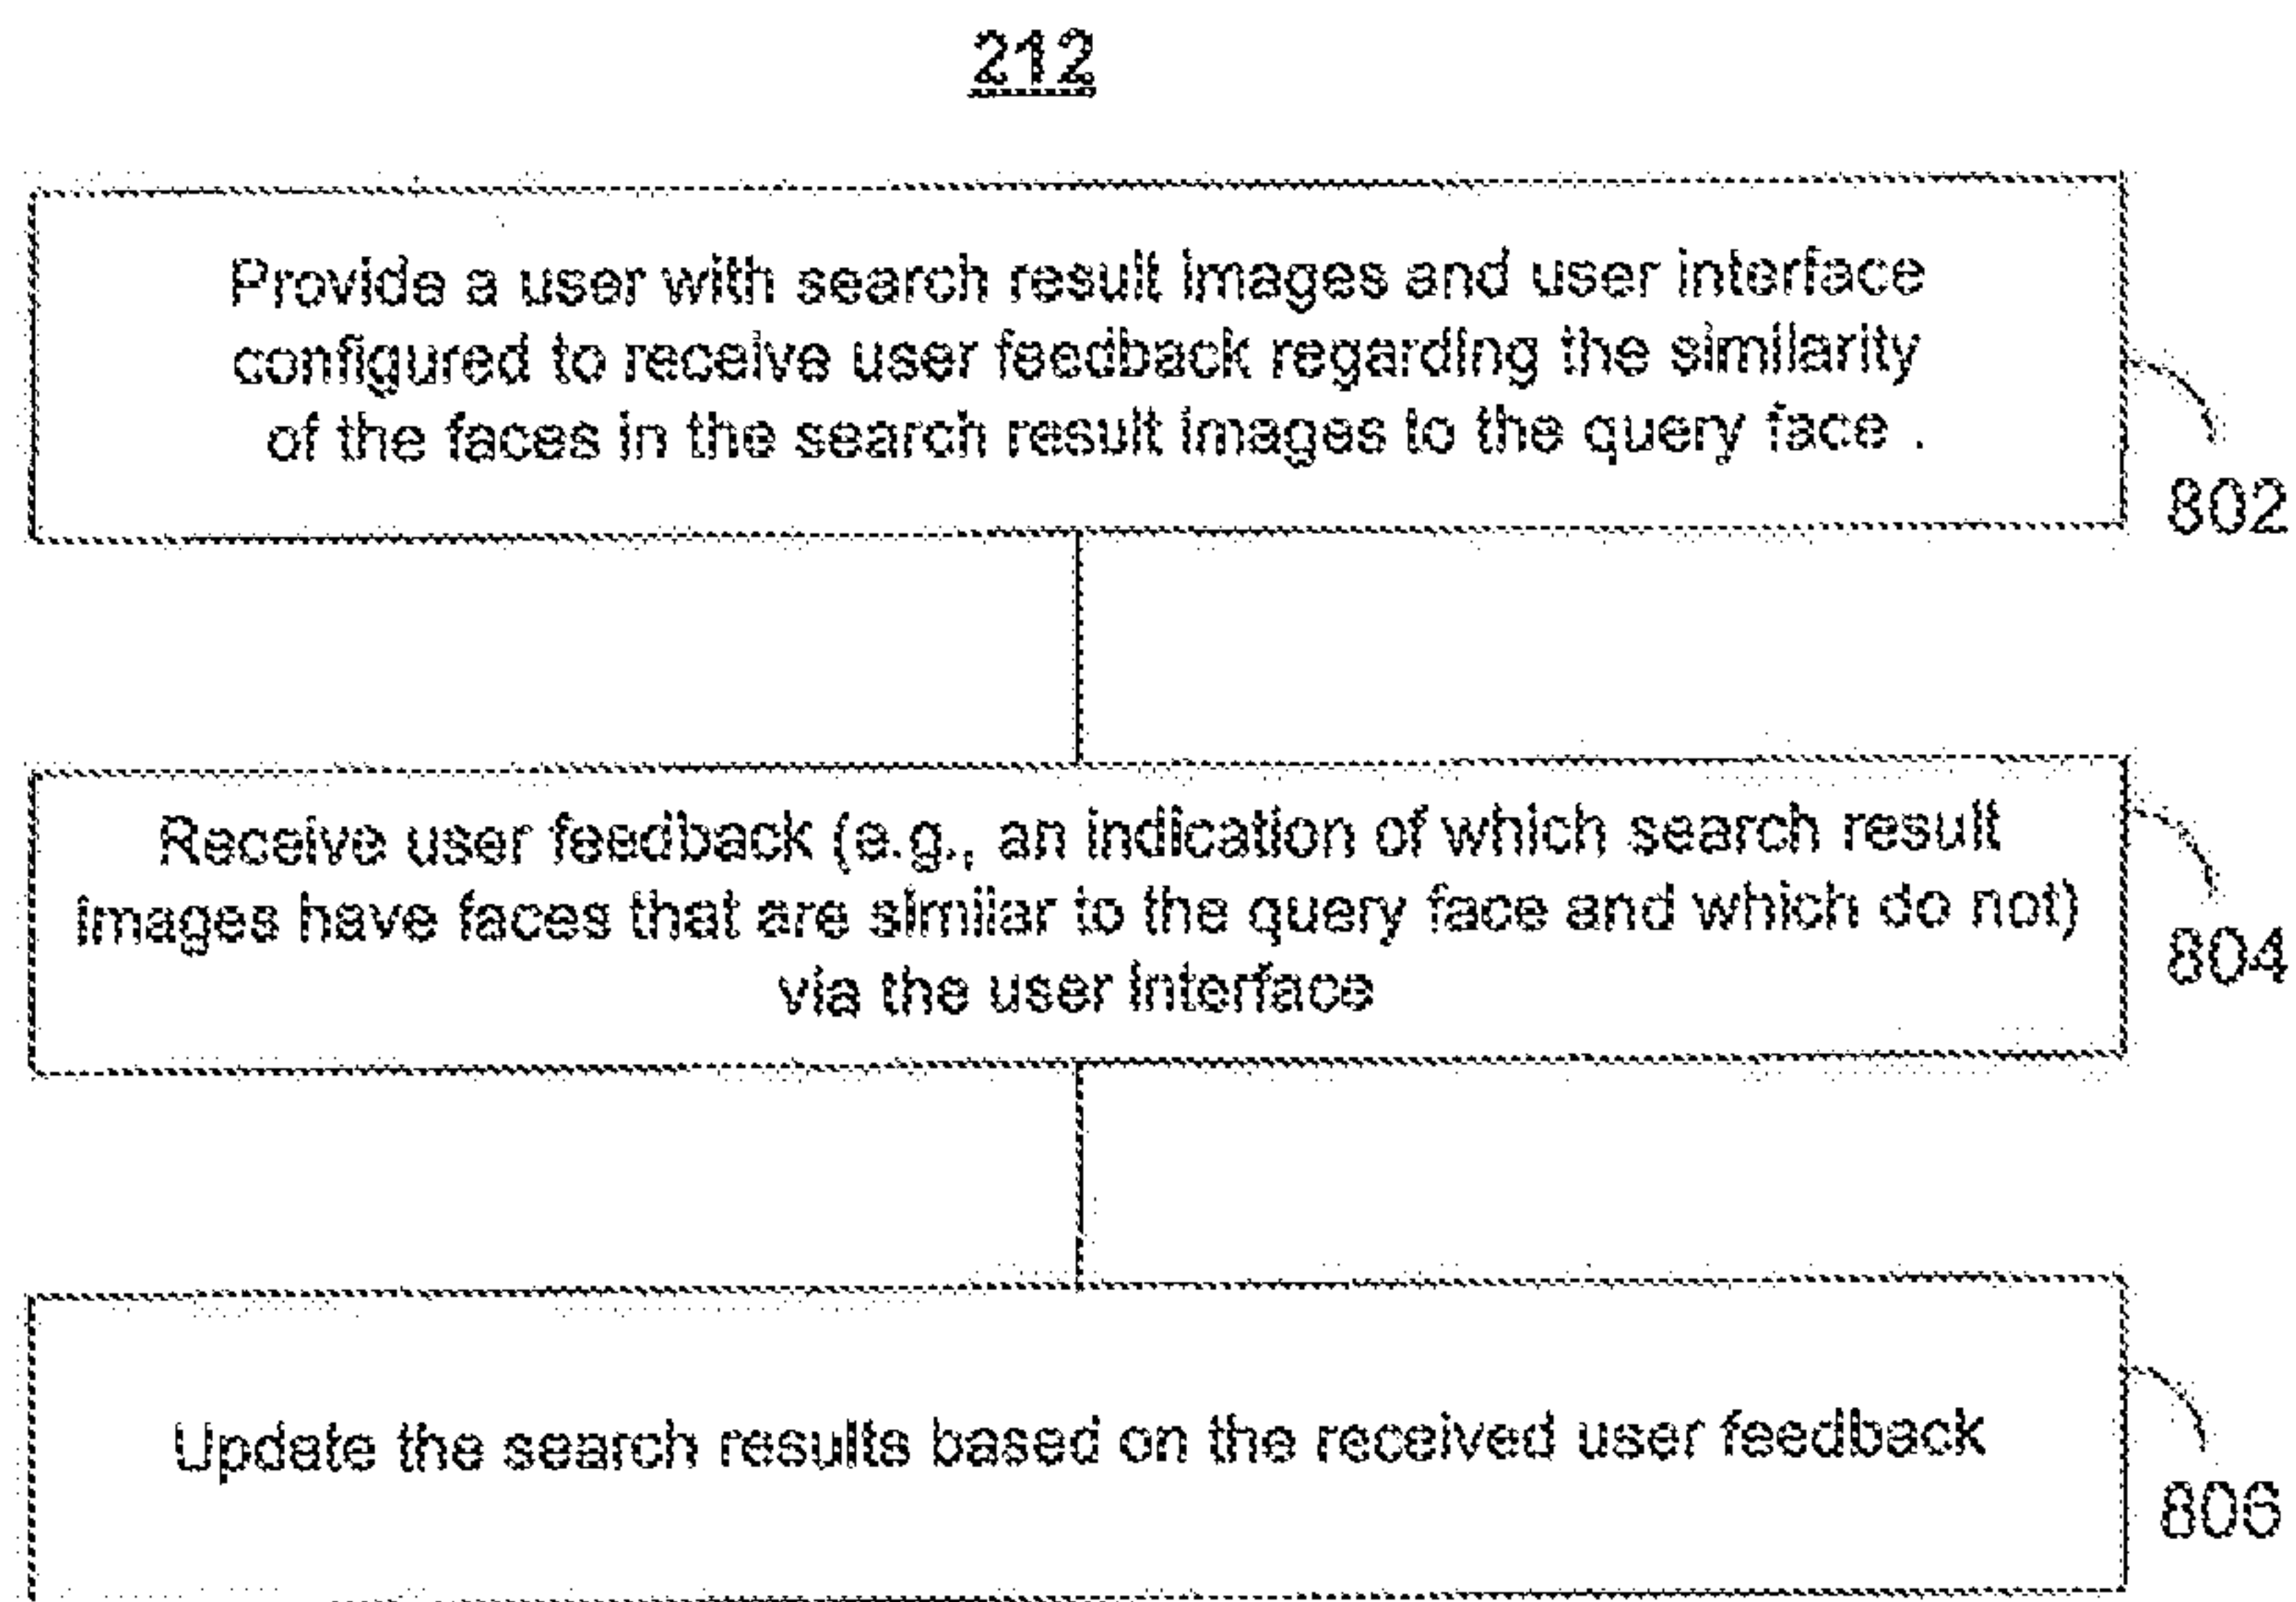 212
Provide a user with search result images and user interface
configured to receive user feedback regarding the similarity
of the faces in the search result images to the query face .
802
Receive user feedback (e.g., an indication of which search result
images have faces that are similar to the query face and which do not)
via the user interface
804
Update the search results based on the received user feedback
806